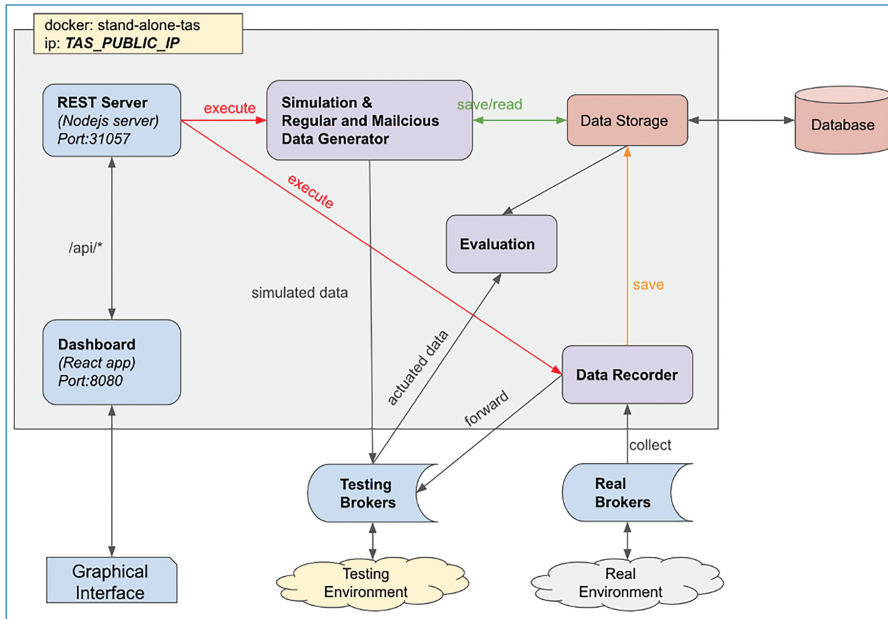 docker: stand-alone-tas
ip: TAS_PUBLIC_IP
REST Server
(Nodejs server)
Port:31057
execute
Simulation &
Regular and Mailcious
Data Generator
save/read
Data Storage
Database
execute
Evaluation
/api/*
simulated data
save
Dashboard
(React app)
Port:8080
actuated data
Data Recorder
forward
collect
Testing
Brokers
Real
Brokers
Graphical
Interface
Testing
Environment
Real
Environment